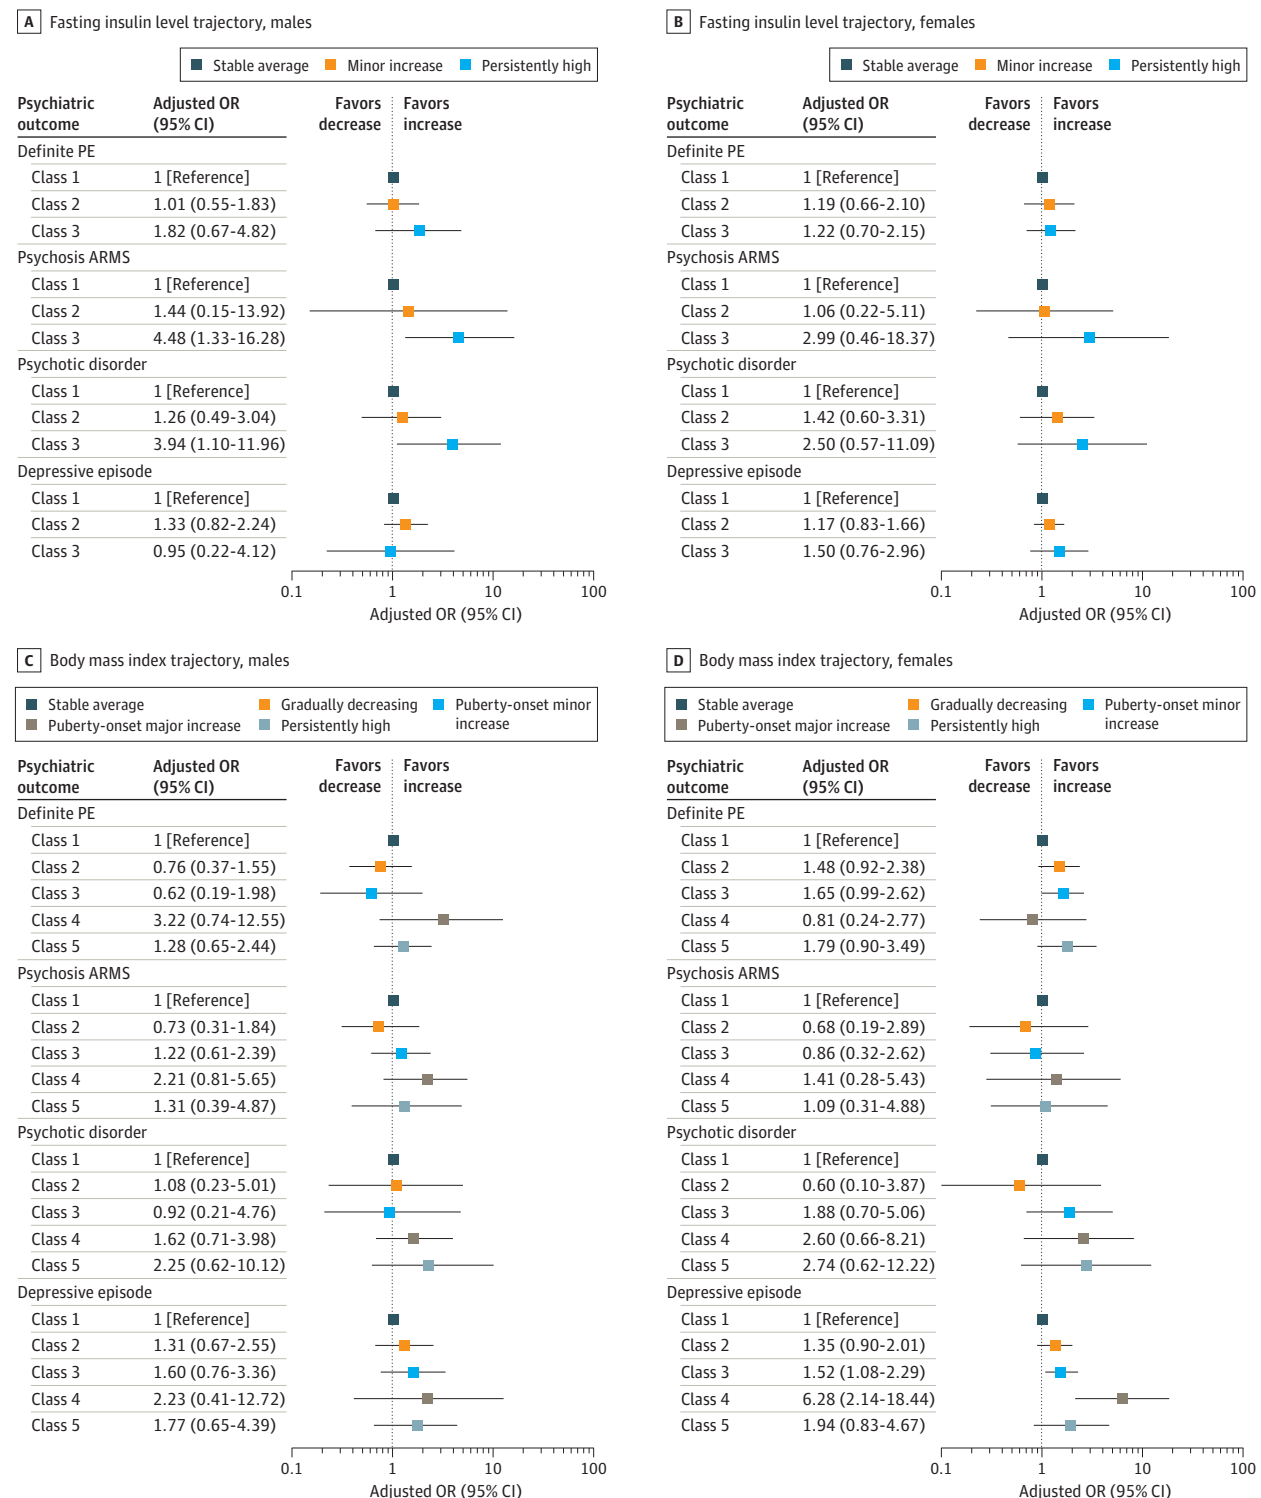 A Fasting insulin level trajectory, males
Stable average Minor increase Persistently high
Psychiatric outcome Adjusted OR (95% CI) Favors decrease Favors increase
Definite PE
Class 1 1 [Reference]
Class 2 1.01 (0.55-1.83)
Class 3 1.82 (0.67-4.82)
Psychosis ARMS
Class 1 1 [Reference]
Class 2 1.44 (0.15-13.92)
Class 3 4.48 (1.33-16.28)
Psychotic disorder
Class 1 1 [Reference]
Class 2 1.26 (0.49-3.04)
Class 3 3.94 (1.10-11.96)
Depressive episode
Class 1 1 [Reference]
Class 2 1.33 (0.82-2.24)
Class 3 0.95 (0.22-4.12)
0.1 1 10 100
Adjusted OR (95% CI)
B Fasting insulin level trajectory, females
Stable average Minor increase Persistently high
Psychiatric outcome Adjusted OR (95% CI) Favors decrease Favors increase
Definite PE
Class 1 1 [Reference]
Class 2 1.19 (0.66-2.10)
Class 3 1.22 (0.70-2.15)
Psychosis ARMS
Class 1 1 [Reference]
Class 2 1.06 (0.22-5.11)
Class 3 2.99 (0.46-18.37)
Psychotic disorder
Class 1 1 [Reference]
Class 2 1.42 (0.60-3.31)
Class 3 2.50 (0.57-11.09)
Depressive episode
Class 1 1 [Reference]
Class 2 1.17 (0.83-1.66)
Class 3 1.50 (0.76-2.96)
0.1 1 10 100
Adjusted OR (95% CI)
C Body mass index trajectory, males
Stable average Gradually decreasing Puberty-onset minor increase
Puberty-onset major increase Persistently high
Psychiatric outcome Adjusted OR (95% CI) Favors decrease Favors increase
Definite PE
Class 1 1 [Reference]
Class 2 0.76 (0.37-1.55)
Class 3 0.62 (0.19-1.98)
Class 4 3.22 (0.74-12.55)
Class 5 1.28 (0.65-2.44)
Psychosis ARMS
Class 1 1 [Reference]
Class 2 0.73 (0.31-1.84)
Class 3 1.22 (0.61-2.39)
Class 4 2.21 (0.81-5.65)
Class 5 1.31 (0.39-4.87)
Psychotic disorder
Class 1 1 [Reference]
Class 2 1.08 (0.23-5.01)
Class 3 0.92 (0.21-4.76)
Class 4 1.62 (0.71-3.98)
Class 5 2.25 (0.62-10.12)
Depressive episode
Class 1 1 [Reference]
Class 2 1.31 (0.67-2.55)
Class 3 1.60 (0.76-3.36)
Class 4 2.23 (0.41-12.72)
Class 5 1.77 (0.65-4.39)
0.1 1 10 100
Adjusted OR (95% CI)
D Body mass index trajectory, females
Stable average Gradually decreasing Puberty-onset minor increase
Puberty-onset major increase Persistently high
Psychiatric outcome Adjusted OR (95% CI) Favors decrease Favors increase
Definite PE
Class 1 1 [Reference]
Class 2 1.48 (0.92-2.38)
Class 3 1.65 (0.99-2.62)
Class 4 0.81 (0.24-2.77)
Class 5 1.79 (0.90-3.49)
Psychosis ARMS
Class 1 1 [Reference]
Class 2 0.68 (0.19-2.89)
Class 3 0.86 (0.32-2.62)
Class 4 1.41 (0.28-5.43)
Class 5 1.09 (0.31-4.88)
Psychotic disorder
Class 1 1 [Reference]
Class 2 0.60 (0.10-3.87)
Class 3 1.88 (0.70-5.06)
Class 4 2.60 (0.66-8.21)
Class 5 2.74 (0.62-12.22)
Depressive episode
Class 1 1 [Reference]
Class 2 1.35 (0.90-2.01)
Class 3 1.52 (1.08-2.29)
Class 4 6.28 (2.14-18.44)
Class 5 1.94 (0.83-4.67)
0.1 1 10 100
Adjusted OR (95% CI)